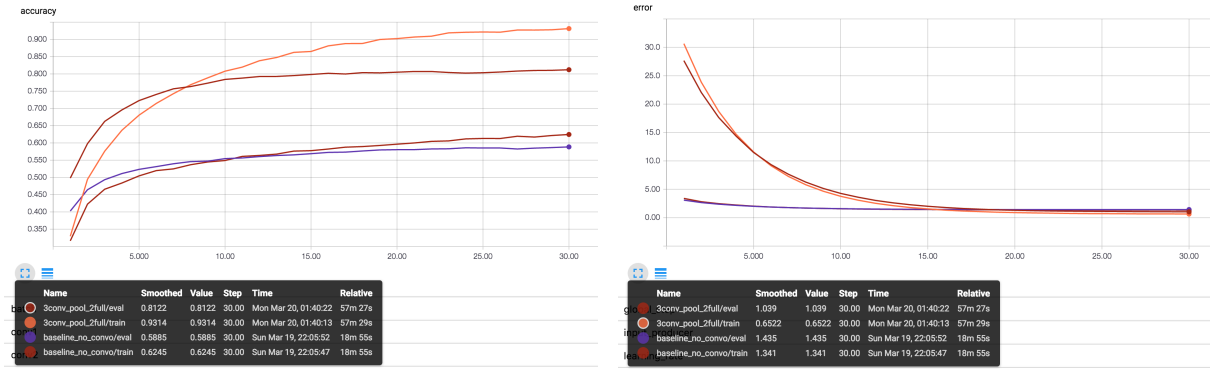 accuracy
0.900
0.850
0.800
0.750
0.700
0.650
0.600
0.550
0.500
0.450
0.400
0.350
5.000 10.00 15.00 20.00 25.00 30.00
Name Smoothed Value Step Time Relative
3conv_pool_2full/eval 0.8122 0.8122 30.00 Mon Mar 20, 01:40:22 57m 27s
3conv_pool_2full/train 0.9314 0.9314 30.00 Mon Mar 20, 01:40:13 57m 29s
baseline_no_convo/eval 0.5885 0.5885 30.00 Sun Mar 19, 22:05:52 18m 55s
baseline_no_convo/train 0.6245 0.6245 30.00 Sun Mar 19, 22:05:47 18m 55s
error
30.0
25.0
20.0
15.0
10.0
5.00
0.00
5.000 10.00 15.00 20.00 25.00 30.00
Name Smoothed Value Step Time Relative
3conv_pool_2full/eval 1.039 1.039 30.00 Mon Mar 20, 01:40:22 57m 27s
3conv_pool_2full/train 0.6522 0.6522 30.00 Mon Mar 20, 01:40:13 57m 29s
baseline_no_convo/eval 1.435 1.435 30.00 Sun Mar 19, 22:05:52 18m 55s
baseline_no_convo/train 1.341 1.341 30.00 Sun Mar 19, 22:05:47 18m 55s